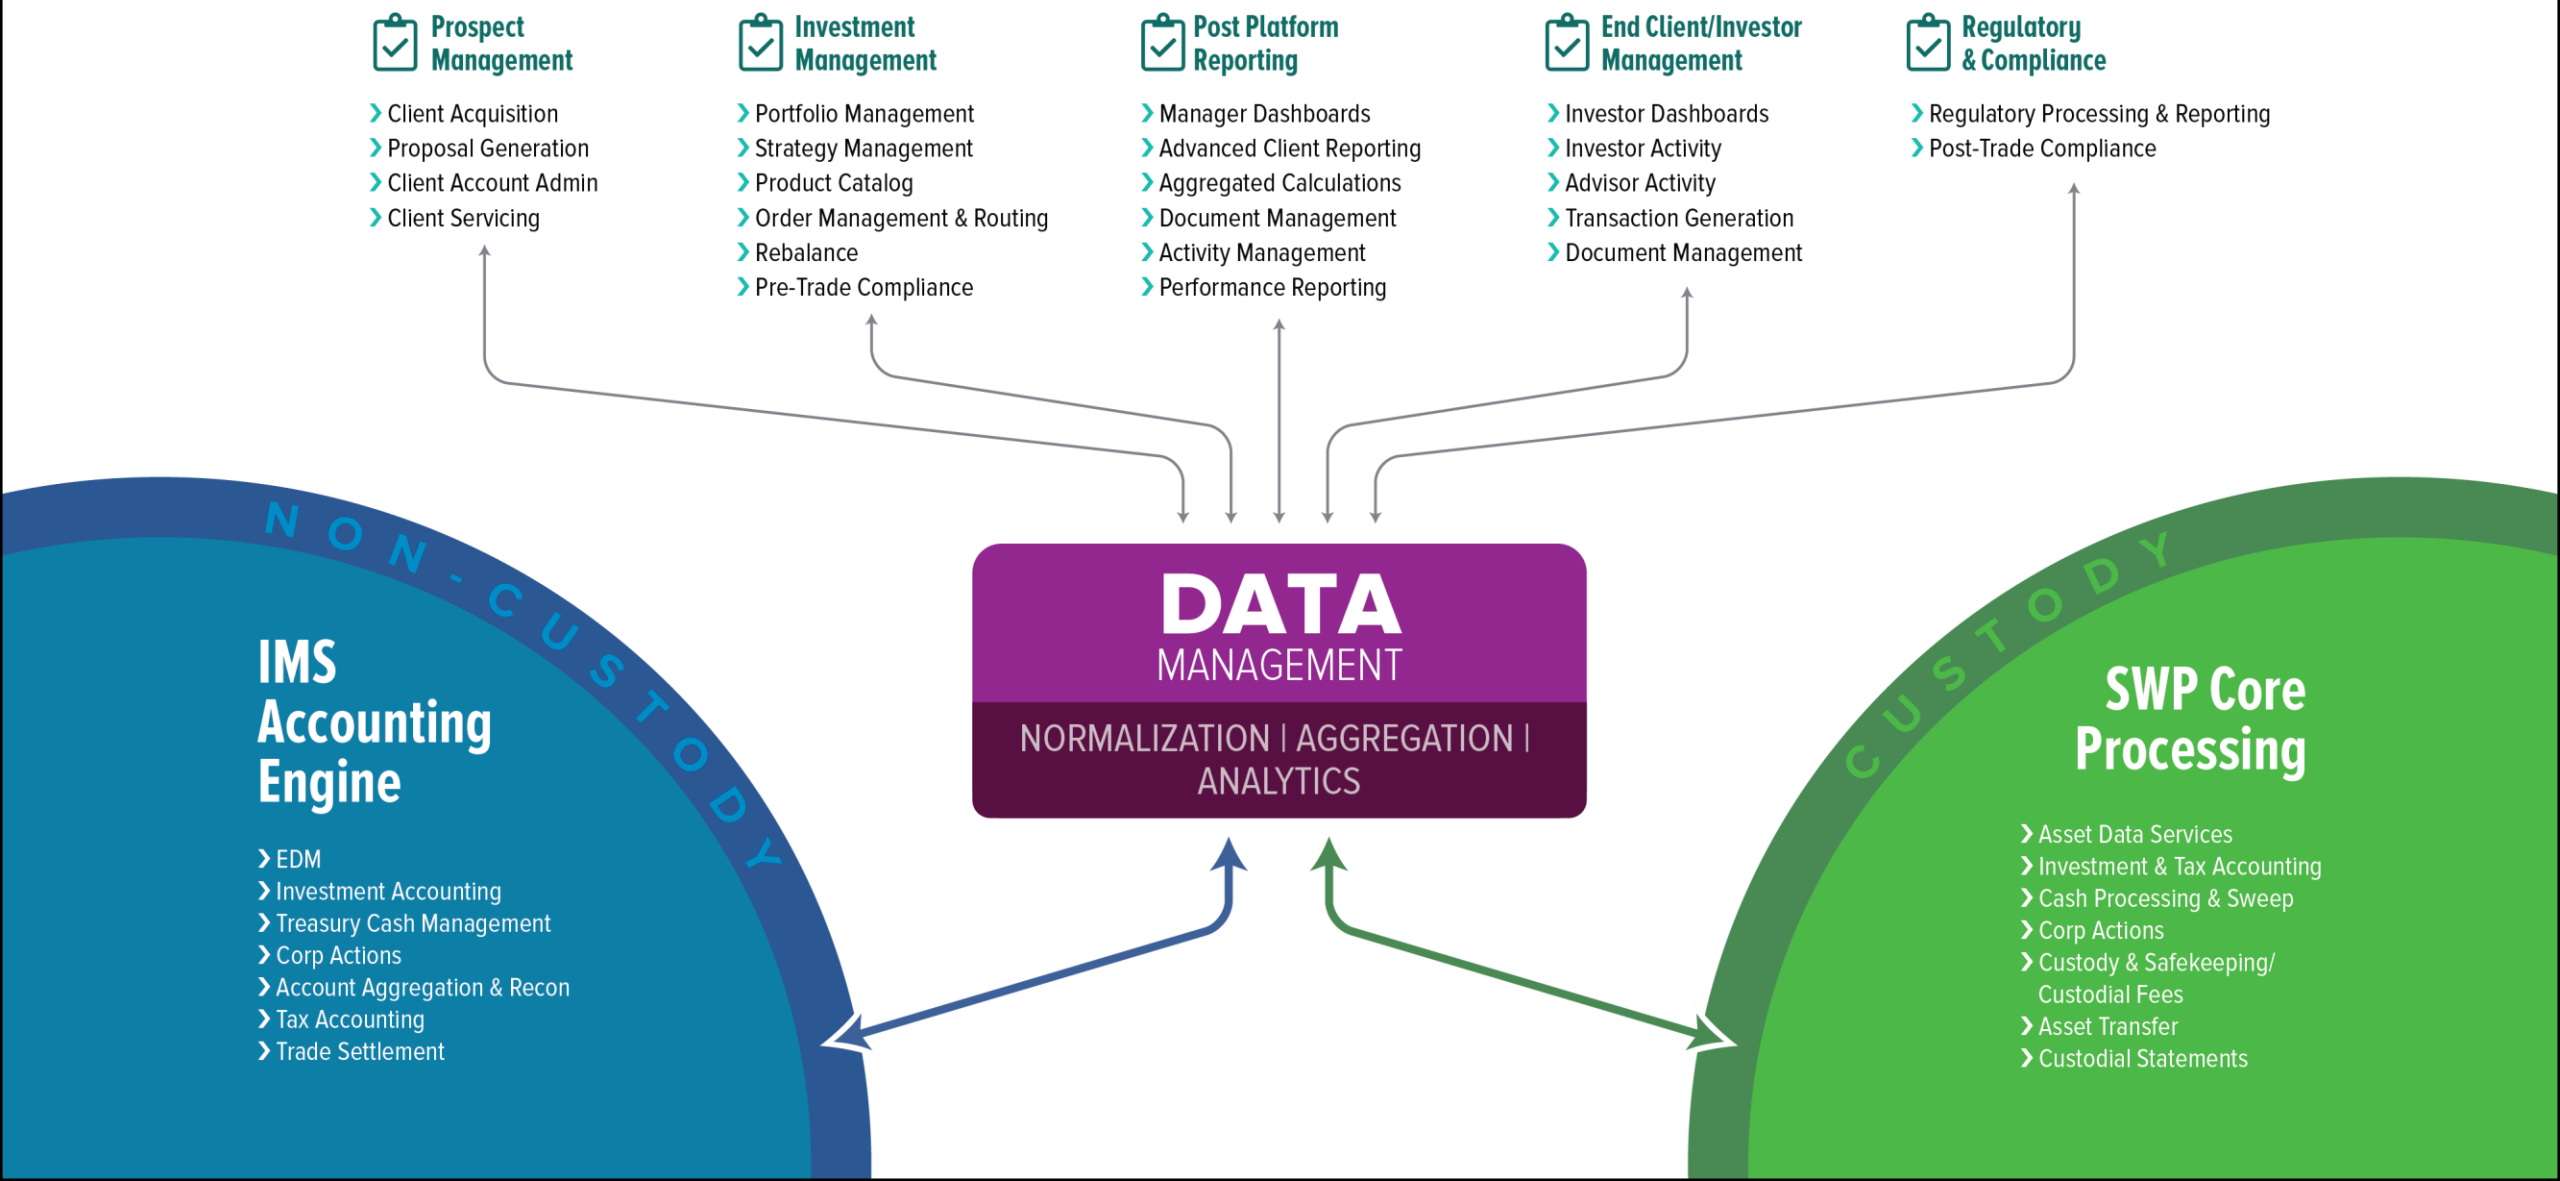 Prospect
Management
Client Acquisition
Proposal Generation
Client Account Admin
Client Servicing
Investment
Management
Portfolio Management
Strategy Management
Product Catalog
Order Management & Routing
Rebalance
Pre-Trade Compliance
Post Platform
Reporting
Manager Dashboards
Advanced Client Reporting
Aggregated Calculations
Document Management
Activity Management
Performance Reporting
End Client/Investor
Management
Investor Dashboards
Investor Activity
Advisor Activity
Transaction Generation
Document Management
Regulatory
& Compliance
Regulatory Processing & Reporting
Post-Trade Compliance
NON-CUSTODY
IMS
Accounting
Engine
EDM
Investment Accounting
Treasury Cash Management
Corp Actions
Account Aggregation & Recon
Tax Accounting
Trade Settlement
DATA
MANAGEMENT
NORMALIZATION | AGGREGATION |
ANALYTICS
CUSTODY
SWP Core
Processing
Asset Data Services
Investment & Tax Accounting
Cash Processing & Sweep
Corp Actions
Custody & Safekeeping/
Custodial Fees
Asset Transfer
Custodial Statements